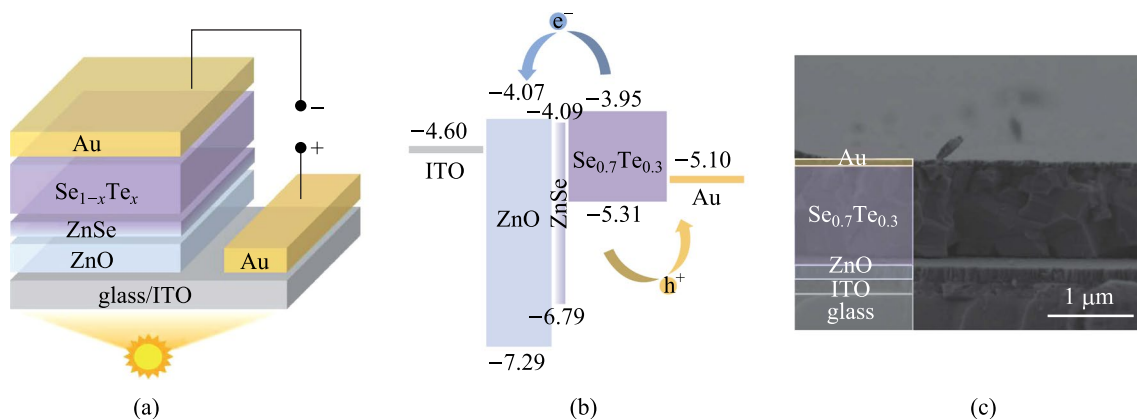 −
+
Au
Se₁₋ₓTeₓ
ZnSe
ZnO
Au
glass/ITO
(a)
e⁻
−4.07
−4.09
−3.95
−4.60
ITO
ZnO
ZnSe
Se₀.₇Te₀.₃
−5.10
Au
−5.31
h⁺
−6.79
−7.29
(b)
Au
Se₀.₇Te₀.₃
ZnO
ITO
glass
1 μm
(c)